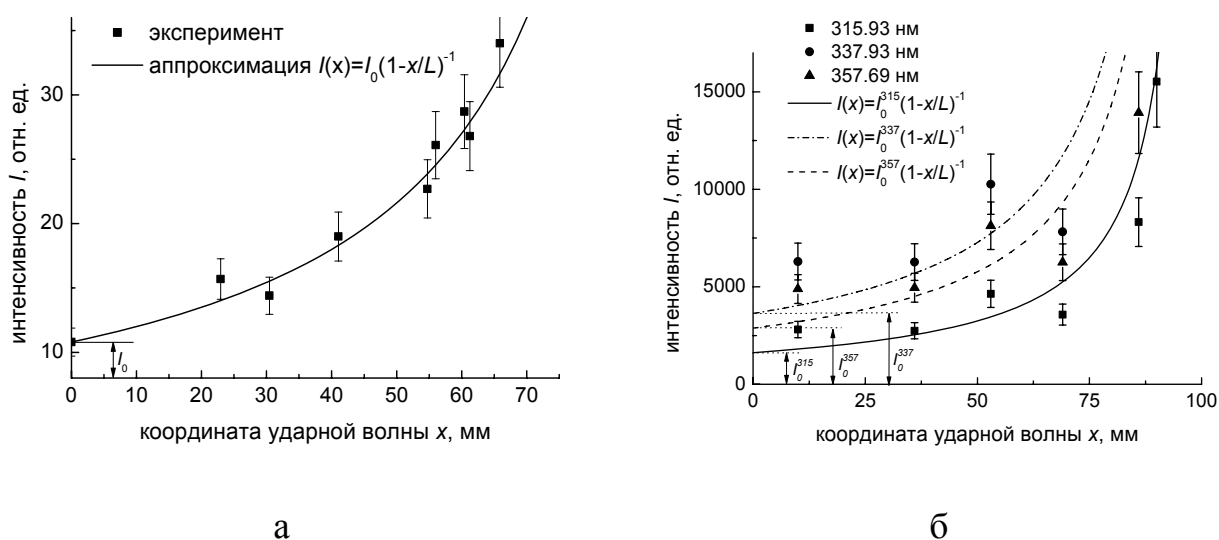 эксперимент
аппроксимация I(x)=I₀(1-x/L)⁻¹
интенсивность I, отн. ед.
30
20
10
I₀
0 10 20 30 40 50 60 70
координата ударной волны x, мм
а
315.93 нм
337.93 нм
357.69 нм
I(x)=I₀³¹⁵(1-x/L)⁻¹
I(x)=I₀³³⁷(1-x/L)⁻¹
I(x)=I₀³⁵⁷(1-x/L)⁻¹
интенсивность I, отн. ед.
15000
10000
5000
0
I₀³¹⁵ I₀³⁵⁷ I₀³³⁷
0 25 50 75 100
координата ударной волны x, мм
б